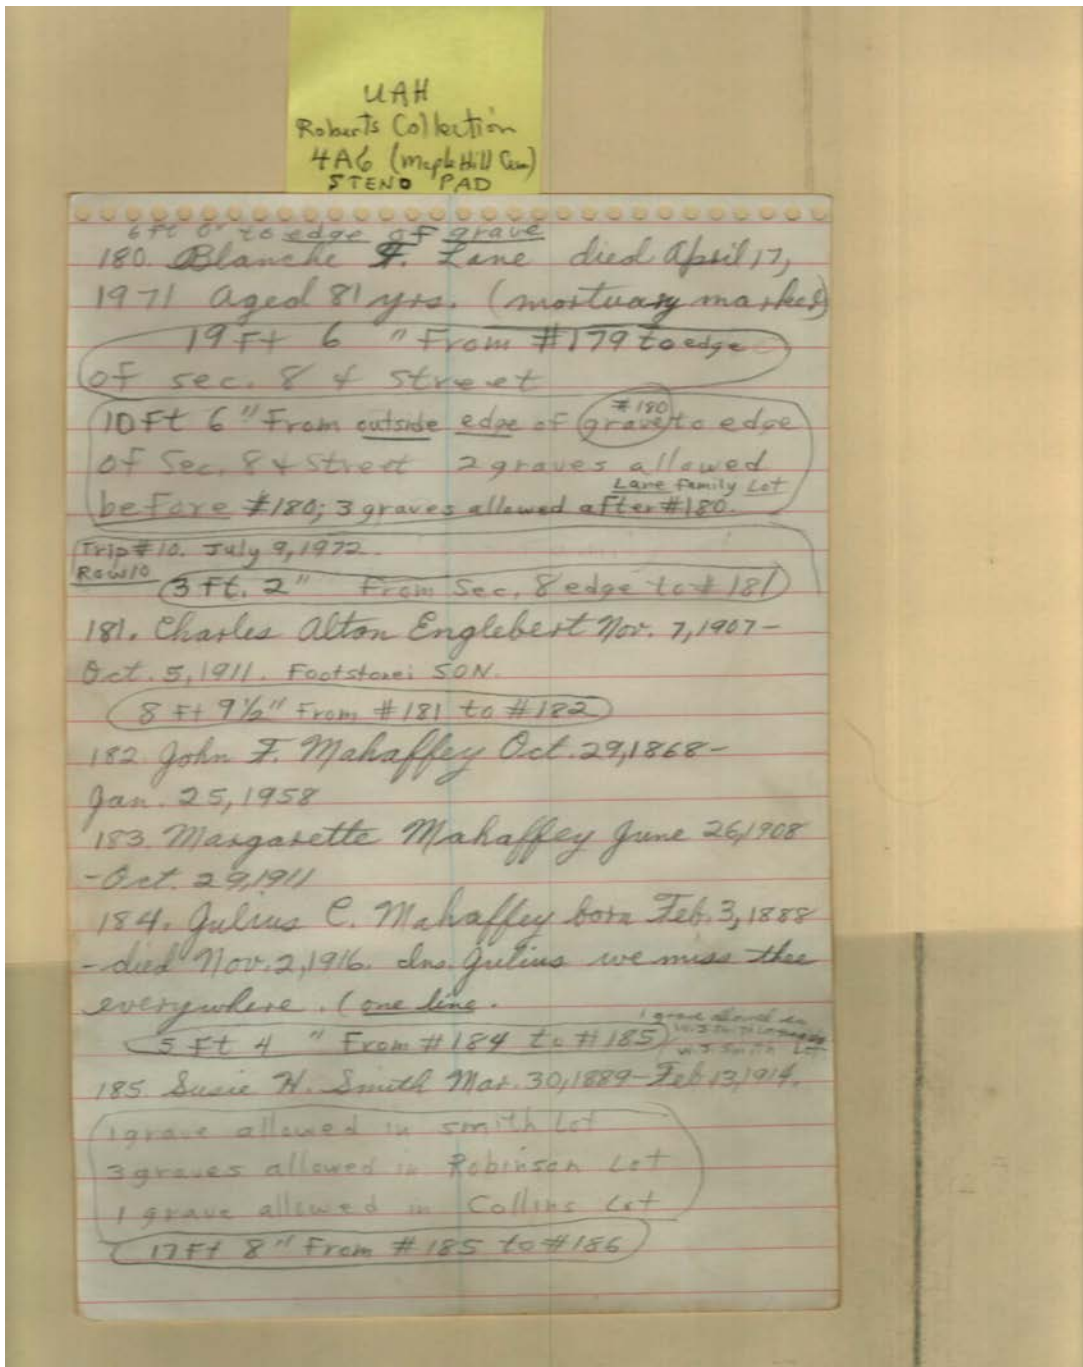 UAH
Roberts Collection
4A6 (Maple Hill Cem)
STENO PAD
6 ft 0" to edge of grave
180. Blanche F. Lane died April 17,
1971 Aged 81 yrs. (mortuary marker)
19 Ft 6 " From #179 to edge
of sec. 8 & street
10 Ft 6" From outside edge of grave #180 to edge
of Sec. 8 & Street 2 graves allowed
Lane Family Lot
before #180; 3 graves allowed after #180.
Trip #10. July 9, 1972.
Row 10
3 Ft. 2" From Sec. 8 edge to #181
181. Charles Alton Englebert Nov. 7, 1907-
Oct. 5, 1911. Footstone: SON.
8 Ft 9½" From #181 to #182
182. John F. Mahaffey Oct. 29, 1868-
Jan. 25, 1958
183. Margarette Mahaffey June 26, 1908
-Oct. 29, 1911
184. Julius C. Mahaffey born Feb. 3, 1888
-died Nov. 2, 1916. Ins. Julius we miss thee
everywhere. (one line.
1 grave allowed in
W.J. Smith
5 Ft 4 " From #184 to #185
W.J. Smith Lot
185. Susie H. Smith Mar. 30, 1889-Feb 13, 1914.
1 grave allowed in Smith Lot
3 graves allowed in Robinson Lot
1 grave allowed in Collins Lot
17 Ft 8" From #185 to #186